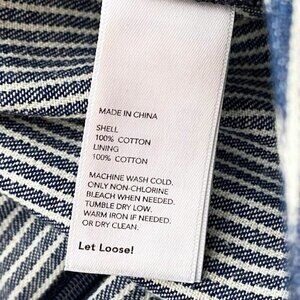 MADE IN CHINA
SHELL
100% COTTON
LINING
100% COTTON
MACHINE WASH COLD.
ONLY NON-CHLORINE
BLEACH WHEN NEEDED.
TUMBLE DRY LOW.
WARM IRON IF NEEDED.
OR DRY CLEAN.
Let Loose!